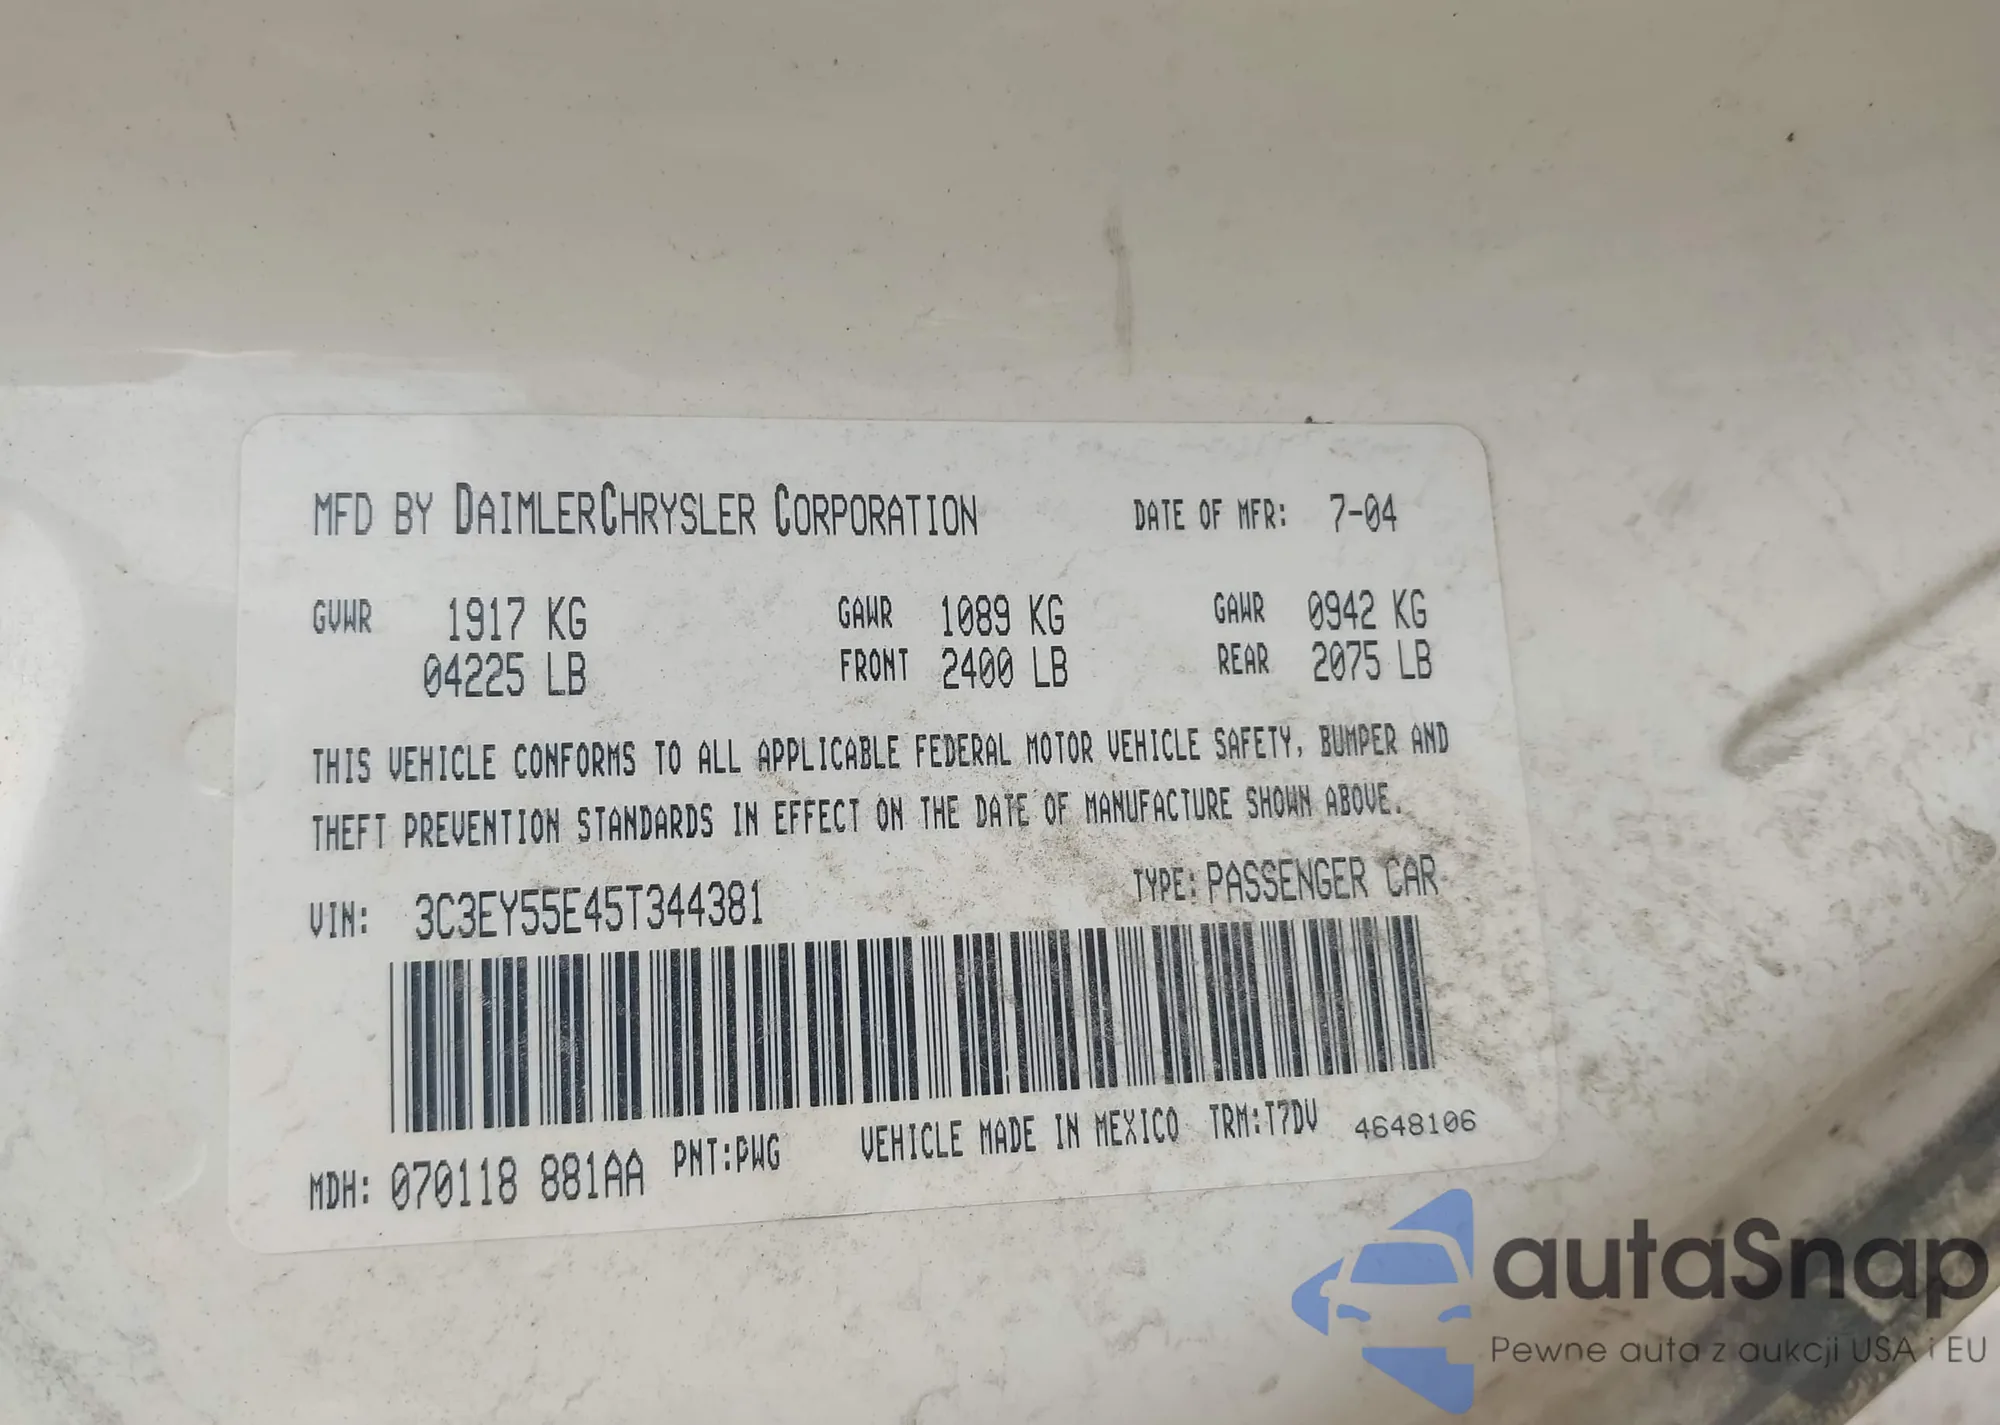 MFD BY DAIMLERCHRYSLER CORPORATION DATE OF MFR: 7-04
GVWR 1917 KG GAWR 1089 KG GAWR 0942 KG
04225 LB FRONT 2400 LB REAR 2075 LB
THIS VEHICLE CONFORMS TO ALL APPLICABLE FEDERAL MOTOR VEHICLE SAFETY, BUMPER AND
THEFT PREVENTION STANDARDS IN EFFECT ON THE DATE OF MANUFACTURE SHOWN ABOVE.
VIN: 3C3EY55E45T344381 TYPE: PASSENGER CAR
MDH: 070118 881AA PNT:PWG VEHICLE MADE IN MEXICO TRM:T7DV 4648106
autaSnap
Pewne auta z aukcji USA i EU